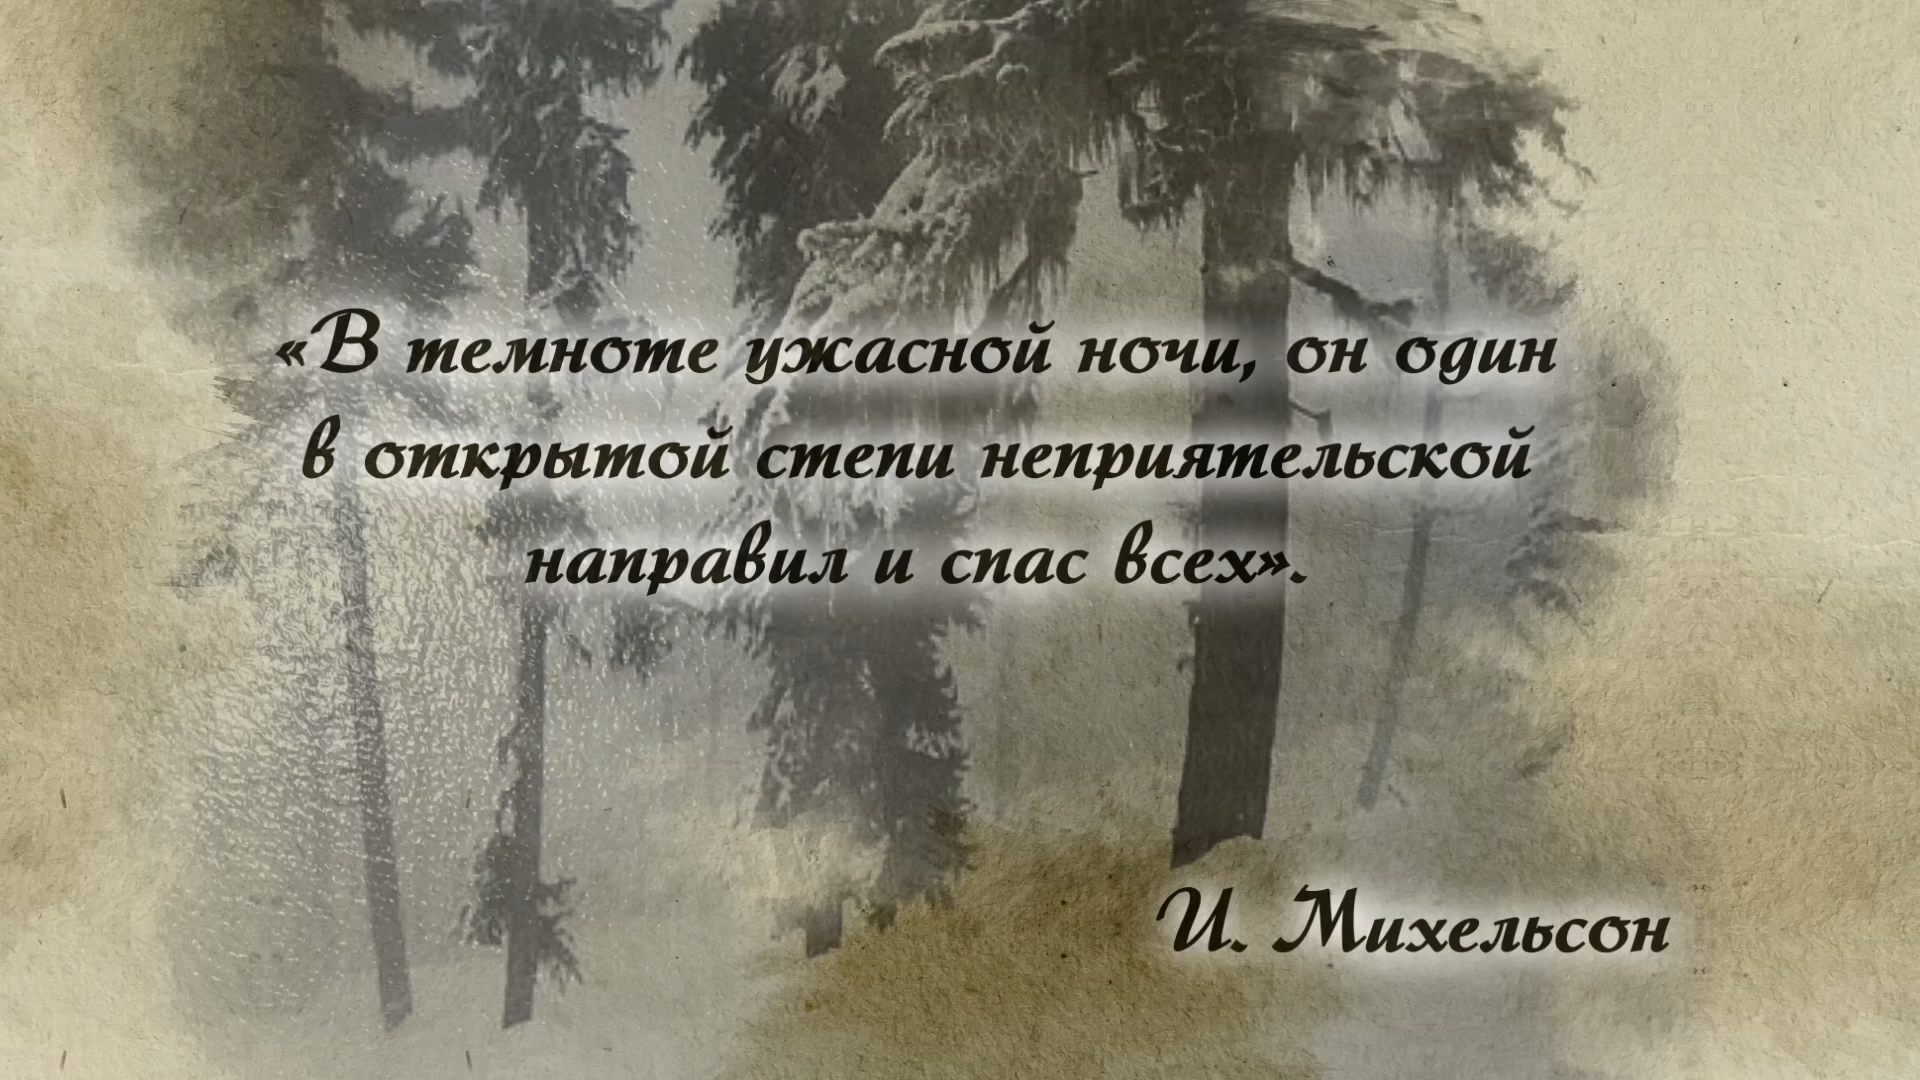 «В темноте ужасной ночи, он один
в открытой степи неприятельской
направил и спас всех».
И. Михельсон